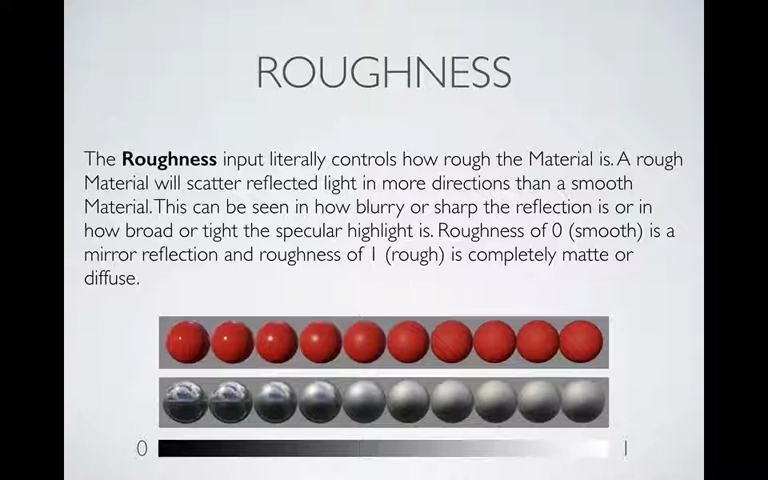 ROUGHNESS
The Roughness input literally controls how rough the Material is. A rough
Material will scatter reflected light in more directions than a smooth
Material. This can be seen in how blurry or sharp the reflection is or in
how broad or tight the specular highlight is. Roughness of 0 (smooth) is a
mirror reflection and roughness of 1 (rough) is completely matte or
diffuse.
0 1